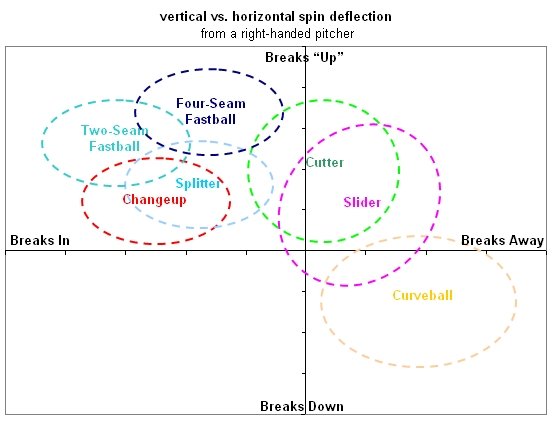 vertical vs. horizontal spin deflection
from a right-handed pitcher
Breaks “Up”
Four-Seam
Fastball
Two-Seam
Fastball
Cutter
Splitter
Changeup
Slider
Breaks In
Breaks Away
Curveball
Breaks Down